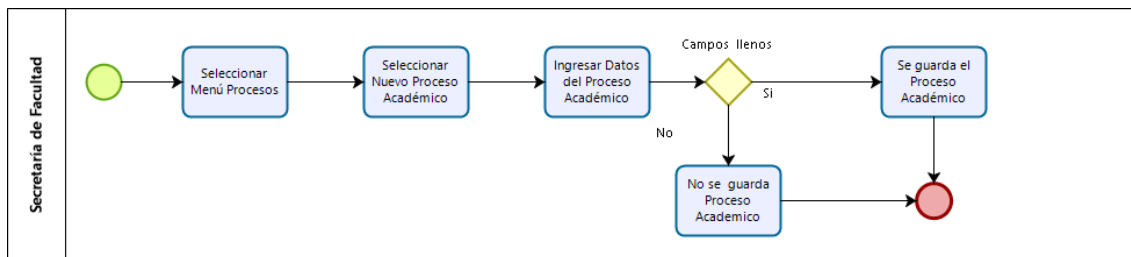 Secretaría de Facultad
Seleccionar
Menú Procesos
Seleccionar
Nuevo Proceso
Académico
Ingresar Datos
del Proceso
Académico
Campos llenos
Si
No
Se guarda el
Proceso
Académico
No se guarda
Proceso
Academico